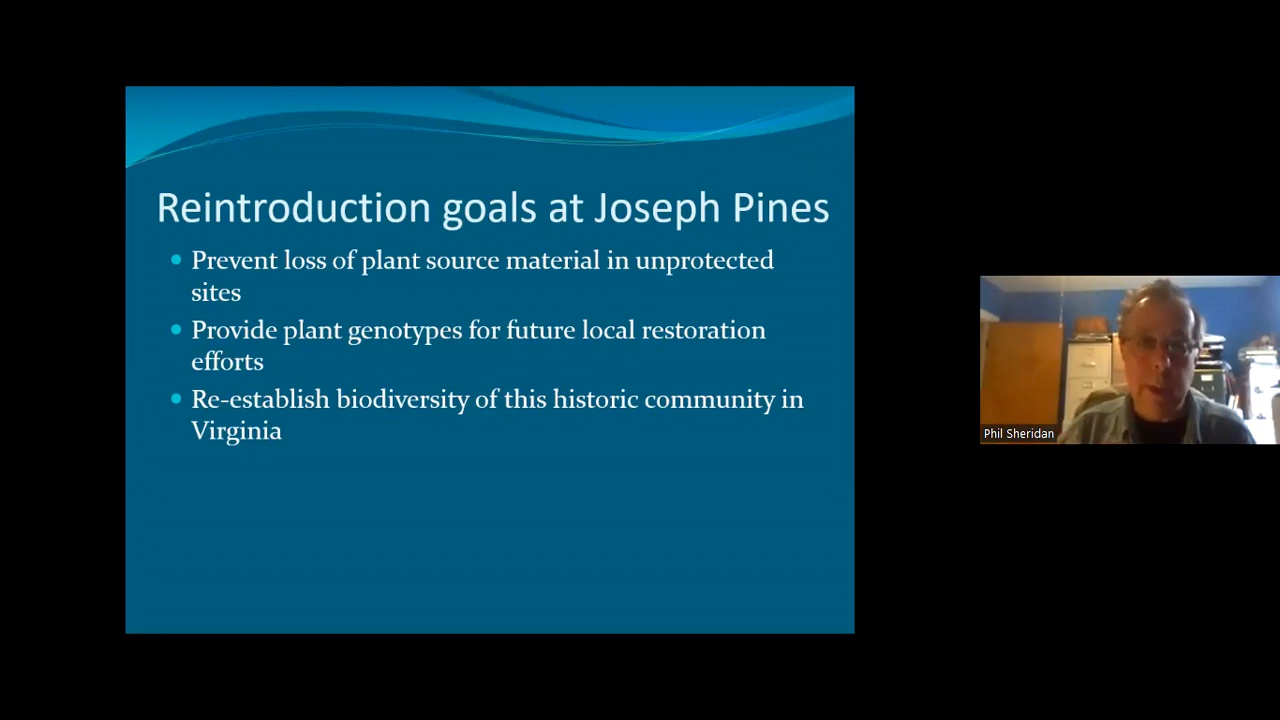 Reintroduction goals at Joseph Pines
Prevent loss of plant source material in unprotected
sites
Provide plant genotypes for future local restoration
efforts
Re-establish biodiversity of this historic community in
Virginia
Phil Sheridan